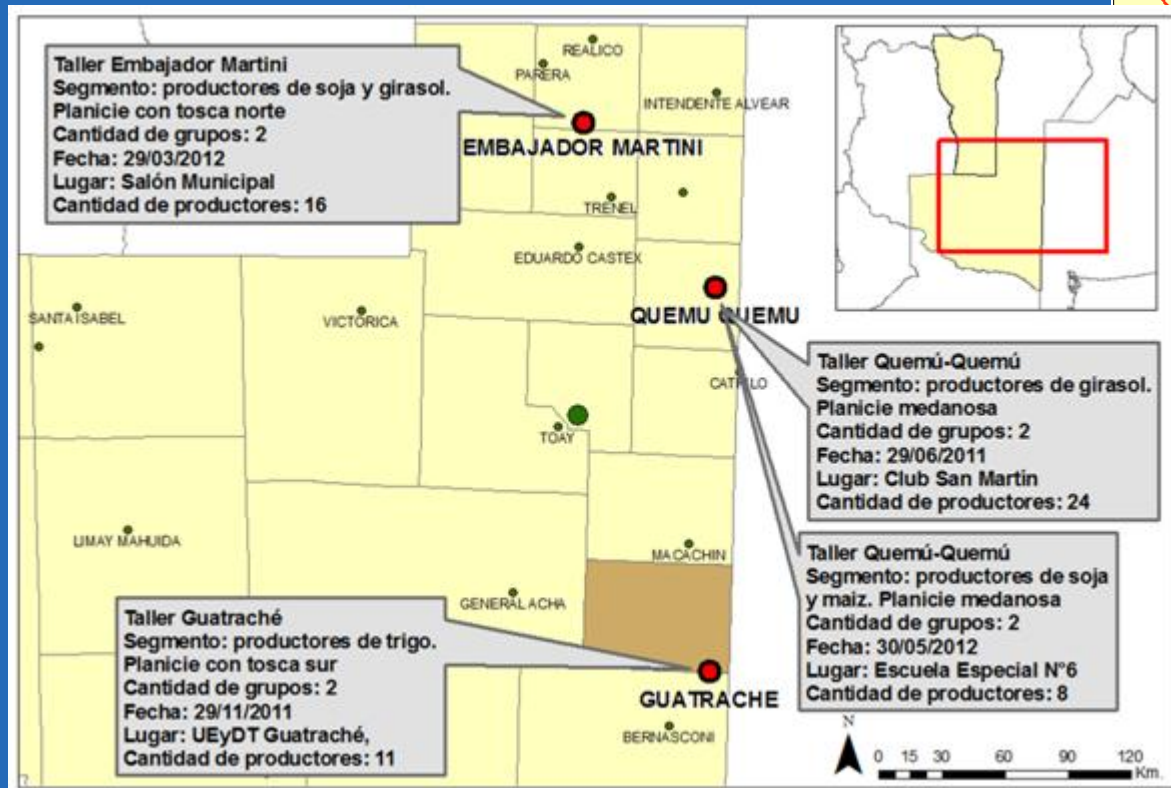 Taller Embajador Martini
Segmento: productores de soja y girasol.
Planicie con tosca norte
Cantidad de grupos: 2
Fecha: 29/03/2012
Lugar: Salón Municipal
Cantidad de productores: 16
REALICO
PARERA
INTENDENTE ALVEAR
EMBAJADOR MARTINI
TRENEL
EDUARDO CASTEX
SANTA ISABEL
VICTORICA
QUEMU QUEMU
CATRILO
TOAY
Taller Quemú-Quemú
Segmento: productores de girasol.
Planicie medanosa
Cantidad de grupos: 2
Fecha: 29/06/2011
Lugar: Club San Martín
Cantidad de productores: 24
LIMAY MAHUIDA
MACACHIN
GENERAL ACHA
Taller Quemú-Quemú
Segmento: productores de soja
y maiz. Planicie medanosa
Cantidad de grupos: 2
Fecha: 30/05/2012
Lugar: Escuela Especial N°6
Cantidad de productores: 8
Taller Guatraché
Segmento: productores de trigo.
Planicie con tosca sur
Cantidad de grupos: 2
Fecha: 29/11/2011
Lugar: UEyDT Guatraché,
Cantidad de productores: 11
GUATRACHE
BERNASCONI
N
0 15 30 60 90 120
Km.